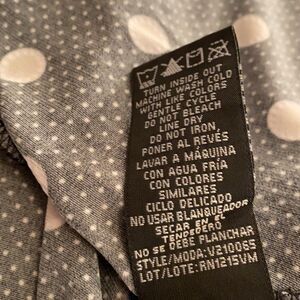 TURN INSIDE OUT
MACHINE WASH COLD
WITH LIKE COLORS
GENTLE CYCLE
DO NOT BLEACH
LINE DRY
DO NOT IRON,
PONER AL REVÉS
LAVAR A MÁQUINA
CON AGUA FRÍA
CON COLORES
SIMILARES
CICLO DELICADO
NO USAR BLANQUEADOR
SECAR EN EL
TENDEDERO
NO SE DEBE PLANCHAR
STYLE/MODA: V21006S
LOT/LOTE: RN1215VM